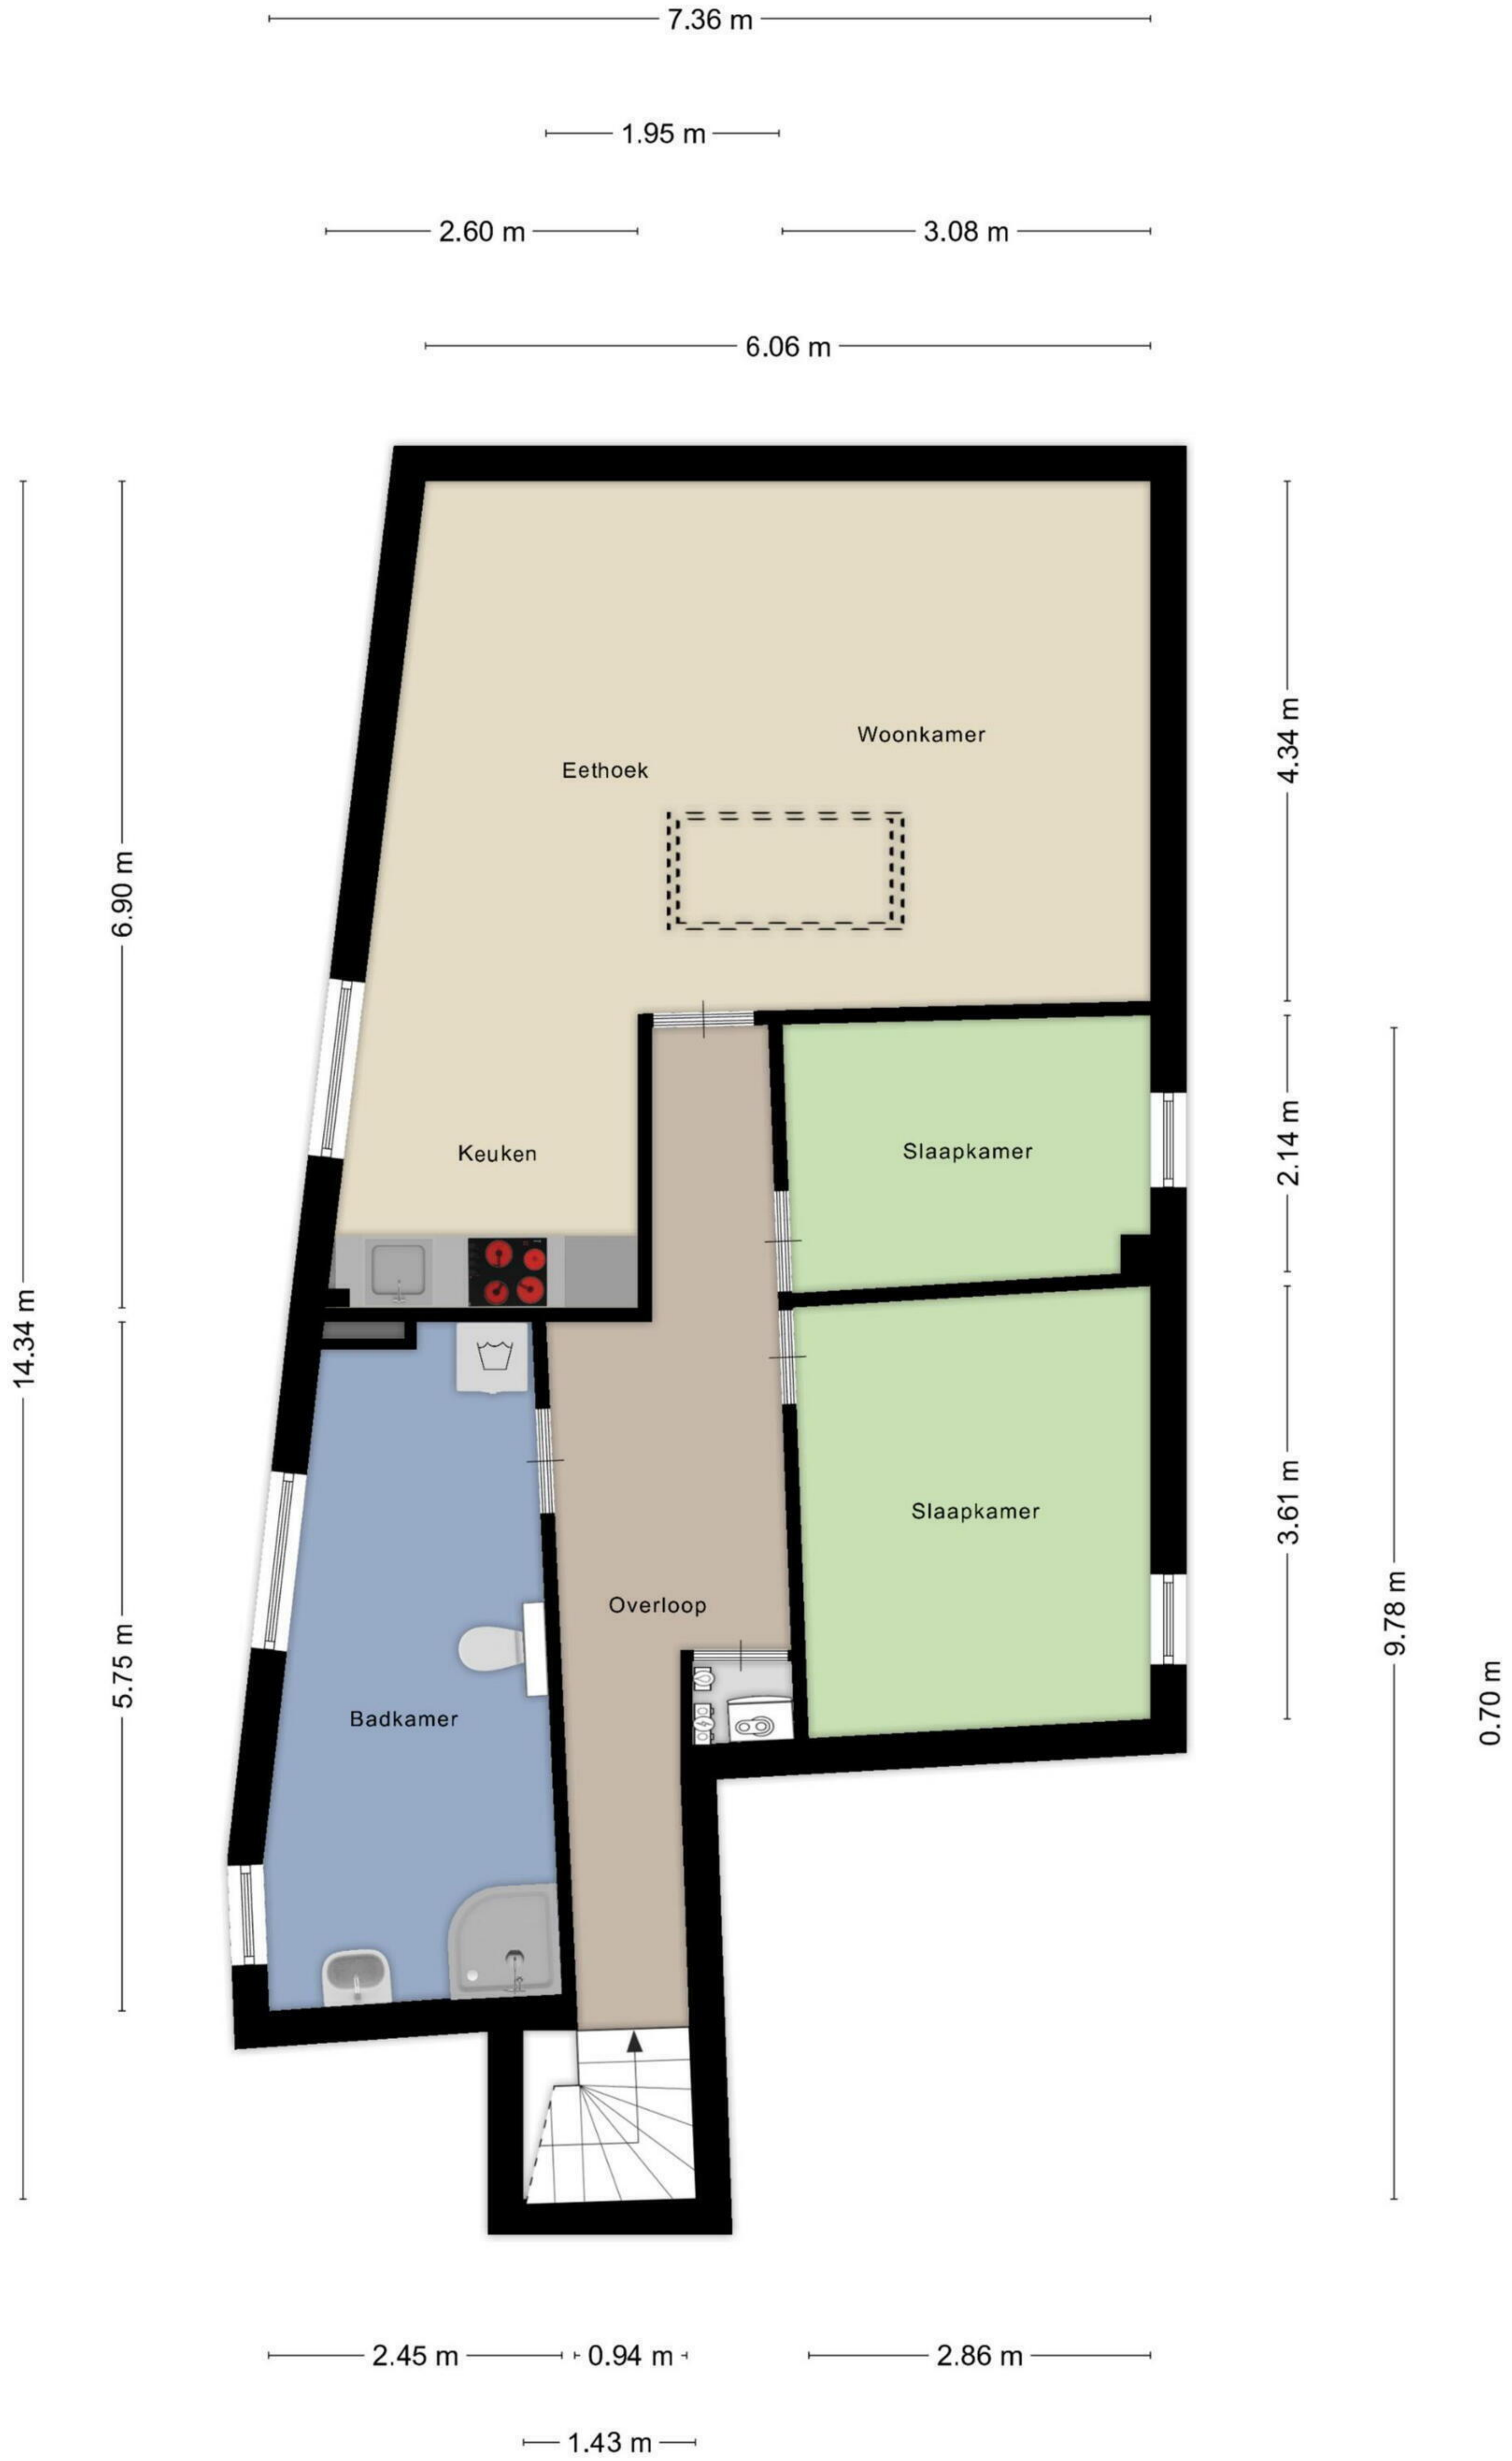 7.36 m
1.95 m
2.60 m
3.08 m
6.06 m
Woonkamer
4.34 m
Eethoek
6.90 m
Keuken
Slaapkamer
2.14 m
14.34 m
Slaapkamer
3.61 m
Overloop
9.78 m
5.75 m
0.70 m
Badkamer
2.45 m
0.94 m
2.86 m
1.43 m